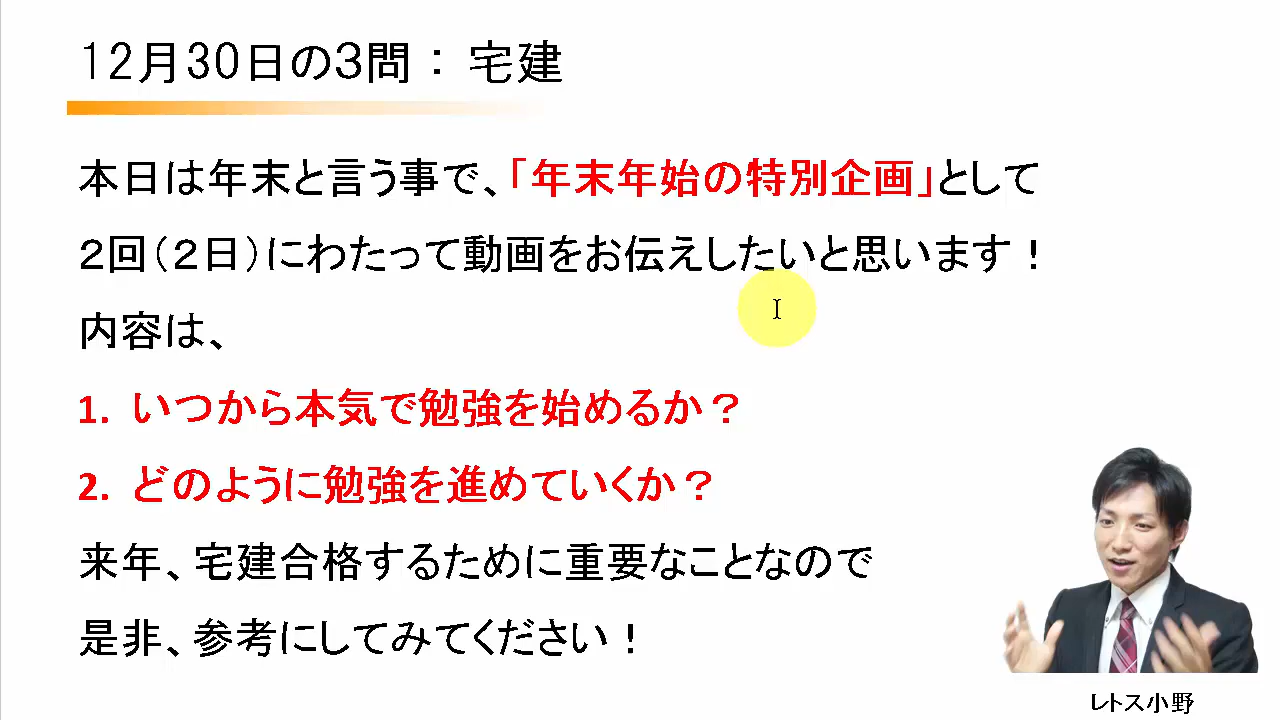 12月30日の３問：宅建
本日は年末と言う事で、「年末年始の特別企画」として
２回（２日）にわたって動画をお伝えしたいと思います！
内容は、
1. いつから本気で勉強を始めるか？
2. どのように勉強を進めていくか？
来年、宅建合格するために重要なことなので
是非、参考にしてみてください！
レトス小野